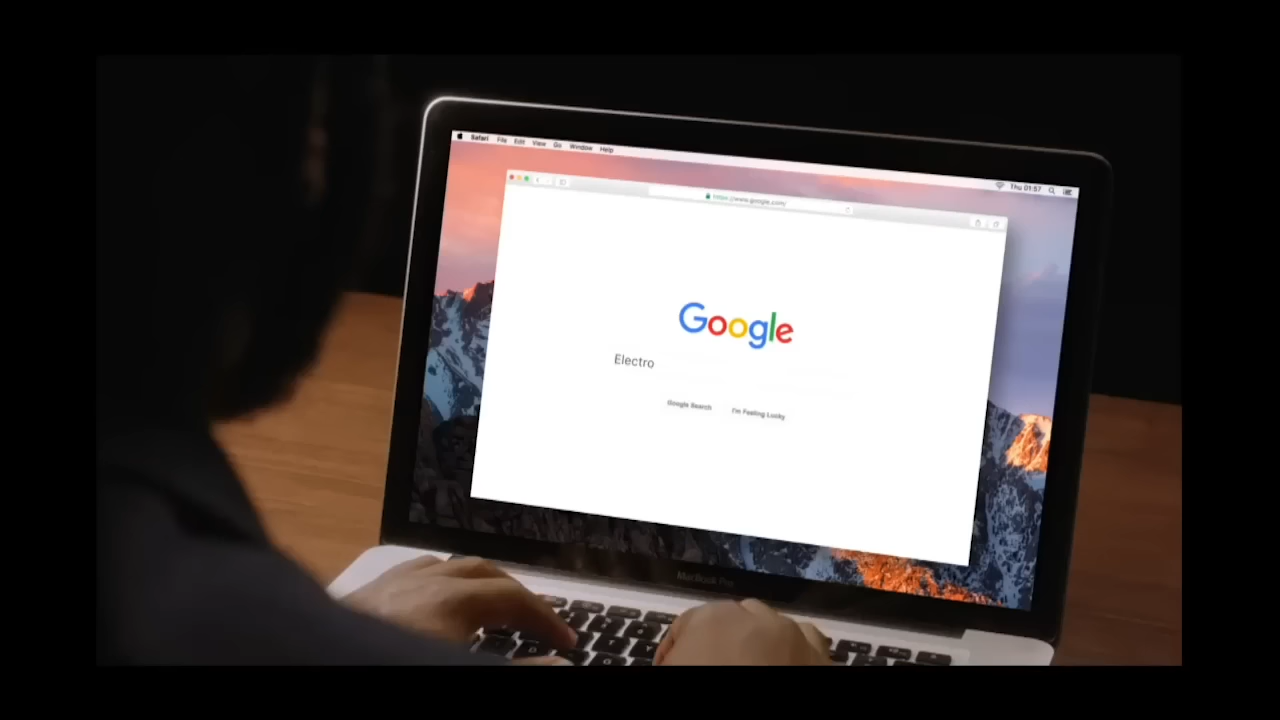 Safari File Edit View Go Window Help
Thu 01:57
https://www.google.com/
Google
Electro
Google Search I'm Feeling Lucky
MacBook Pro